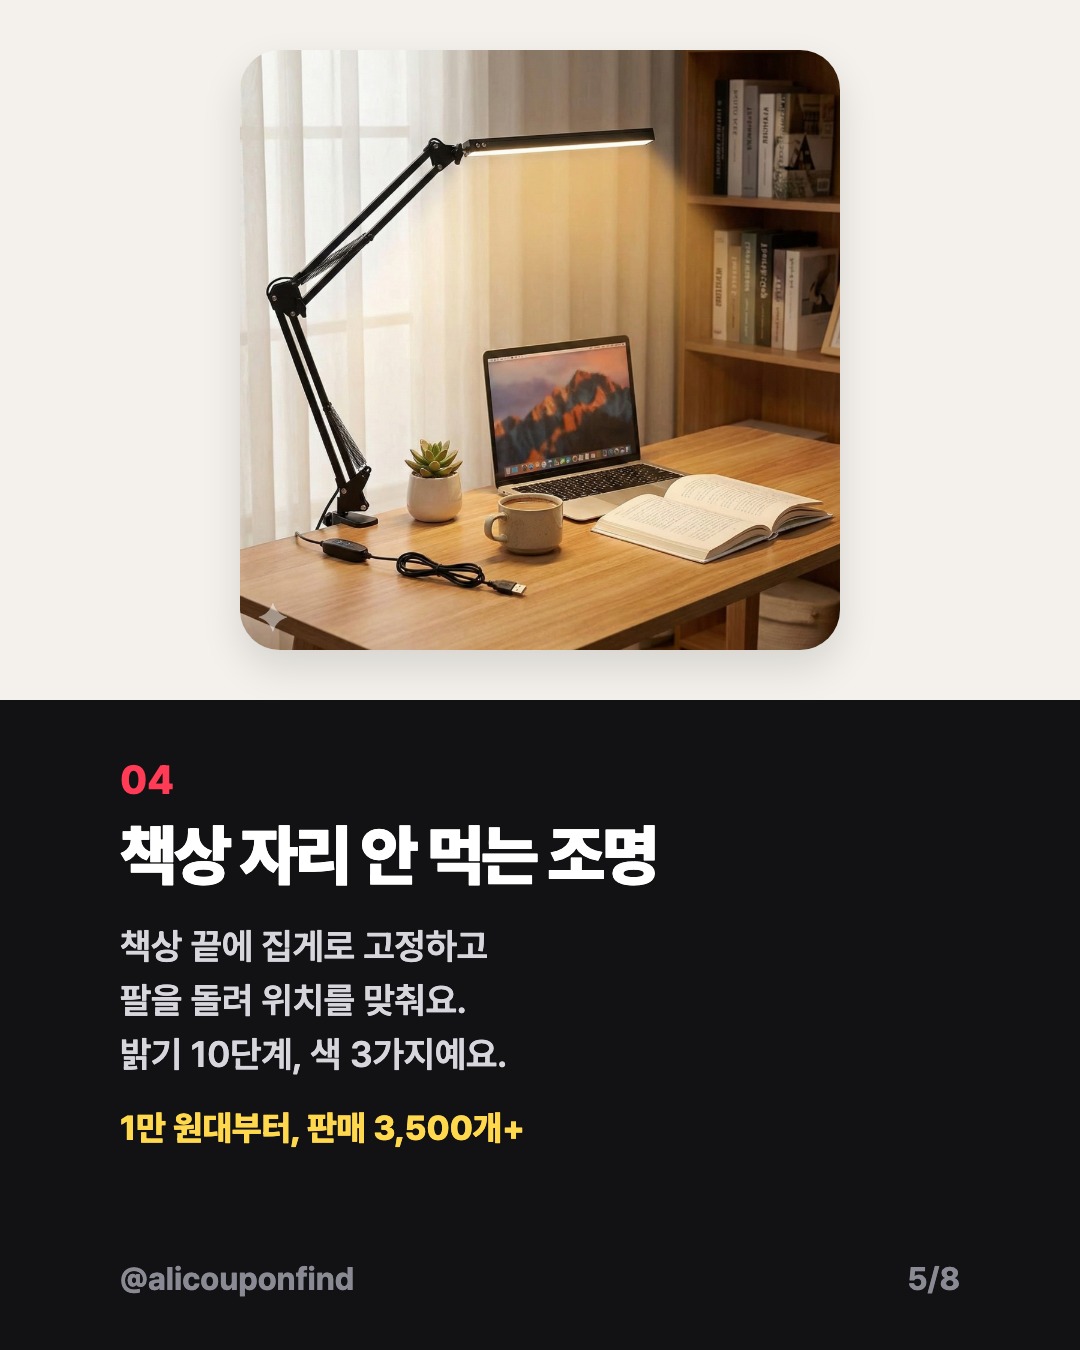 04
책상 자리 안 먹는 조명
책상 끝에 집게로 고정하고
팔을 돌려 위치를 맞춰요.
밝기 10단계, 색 3가지예요.
1만 원대부터, 판매 3,500개+
@alicouponfind
5/8